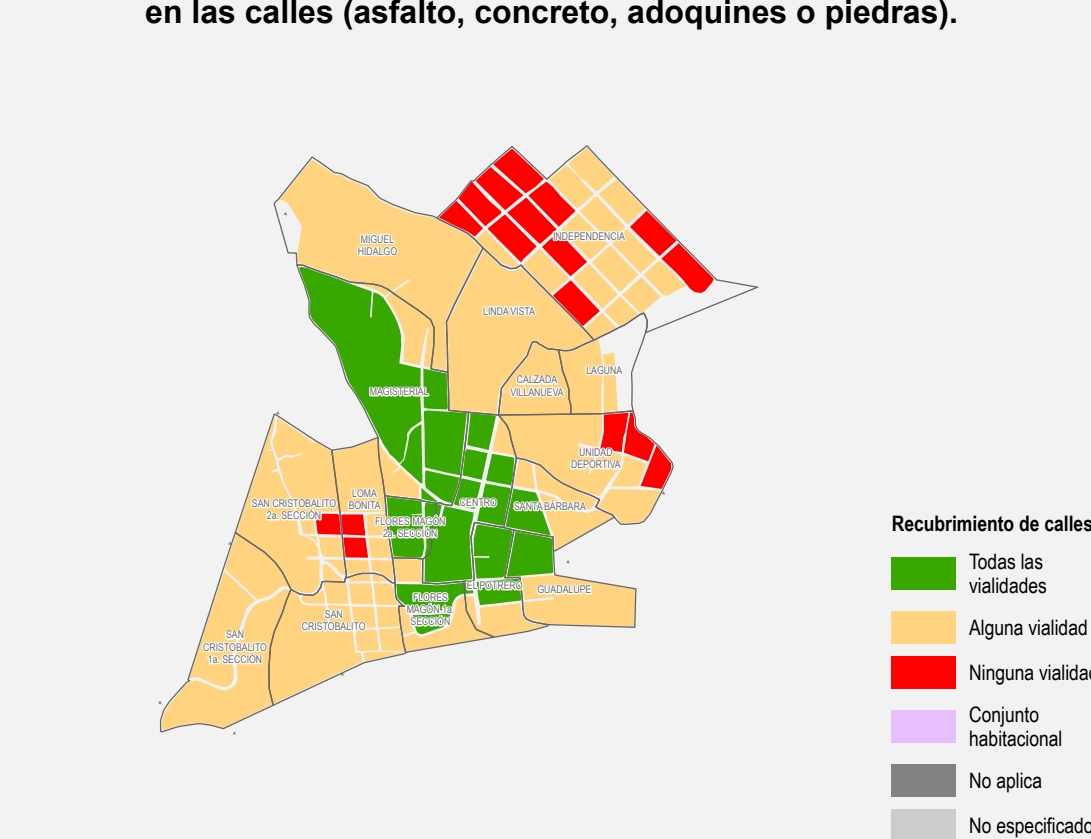 en las calles (asfalto, concreto, adoquines o piedras).
MIGUEL
HIDALGO
INDEPENDENCIA
LINDA VISTA
LAGUNA
CALZADA
VILLANUEVA
MAGISTERIAL
UNIDAD
DEPORTIVA
LOMA
BONITA
SAN CRISTOBALITO
2a. SECCIÓN
CENTRO
SANTA BÁRBARA
FLORES MAGÓN
2a. SECCIÓN
EL POTRERO
GUADALUPE
FLORES
MAGÓN 1a.
SECCIÓN
SAN
CRISTOBALITO
SAN
CRISTOBALITO
1a. SECCIÓN
Recubrimiento de calles
Todas las
vialidades
Alguna vialidad
Ninguna vialidad
Conjunto
habitacional
No aplica
No especificado